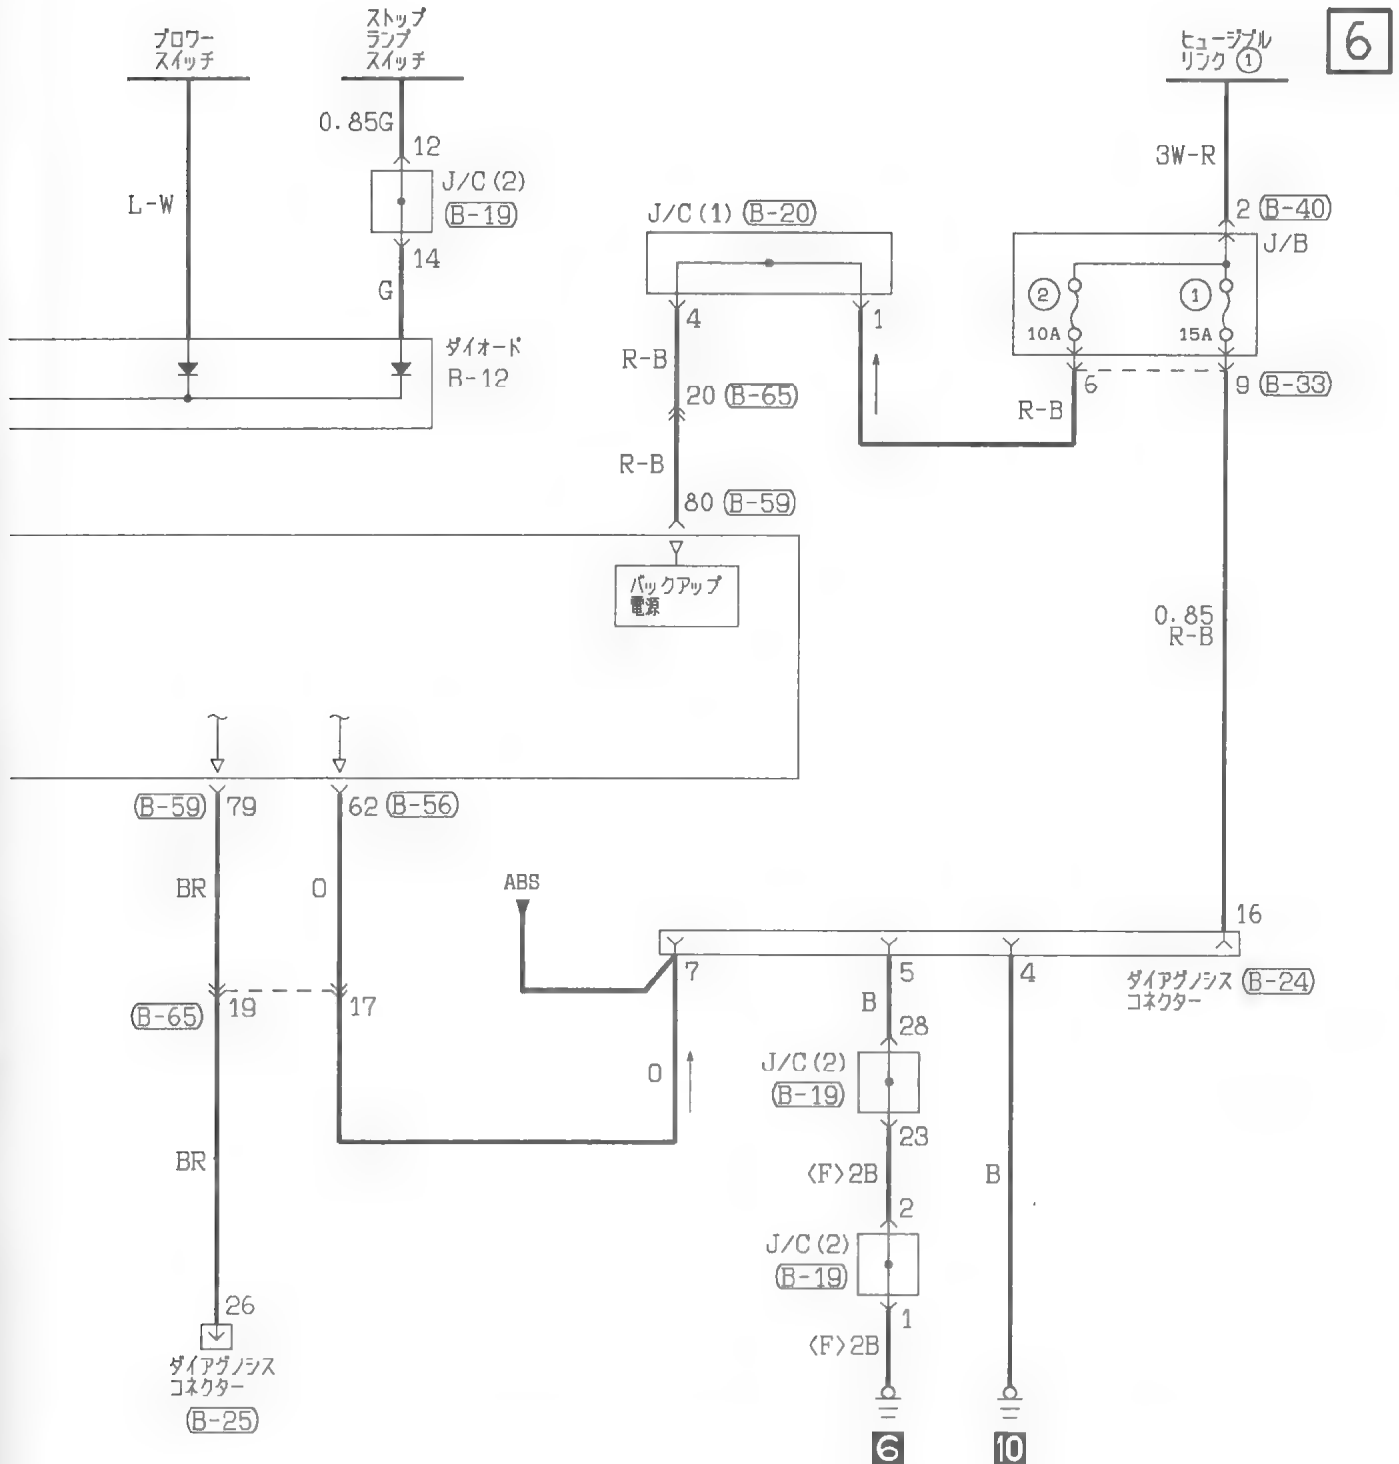 6
ブロワー
スイッチ
ストップ
ランプ
スイッチ
ヒュージブル
リンク ①
0.85G
12
3W-R
L-W
J/C (2)
B-19
2 B-40
J/C (1) B-20
J/B
14
G
② ①
4
1
10A 15A
ダイオード
B-12
R-B
6
9 B-33
20 B-65
R-B
R-B
80 B-59
バックアップ
電源
0.85
R-B
B-59 79
62 B-56
BR
O
ABS
16
7
5
4
ダイアグノシス
コネクター
B-24
B-65
19
17
B
28
J/C (2)
B-19
O
23
BR
<F>2B
B
2
J/C (2)
B-19
26
1
<F>2B
ダイアグノシス
コネクター
B-25
6
10